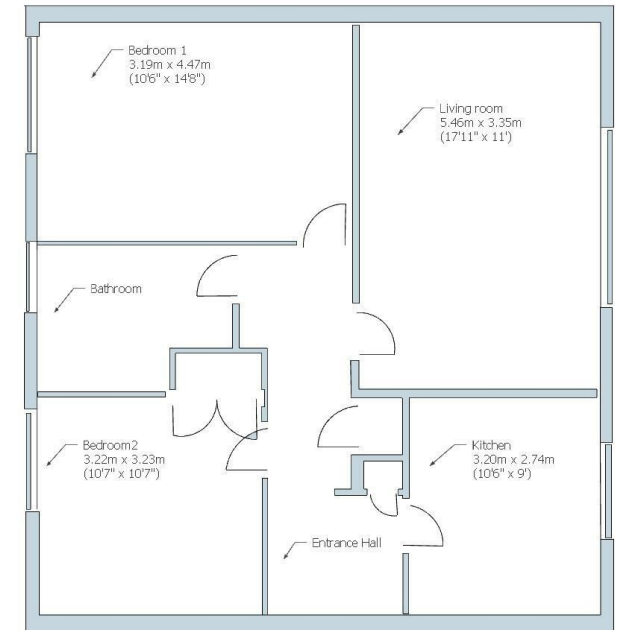 Bedroom 1
3.19m x 4.47m
(10'6" x 14'8")
Living room
5.46m x 3.35m
(17'11" x 11')
Bathroom
Bedroom2
3.22m x 3.23m
(10'7" x 10'7")
Kitchen
3.20m x 2.74m
(10'6" x 9')
Entrance Hall